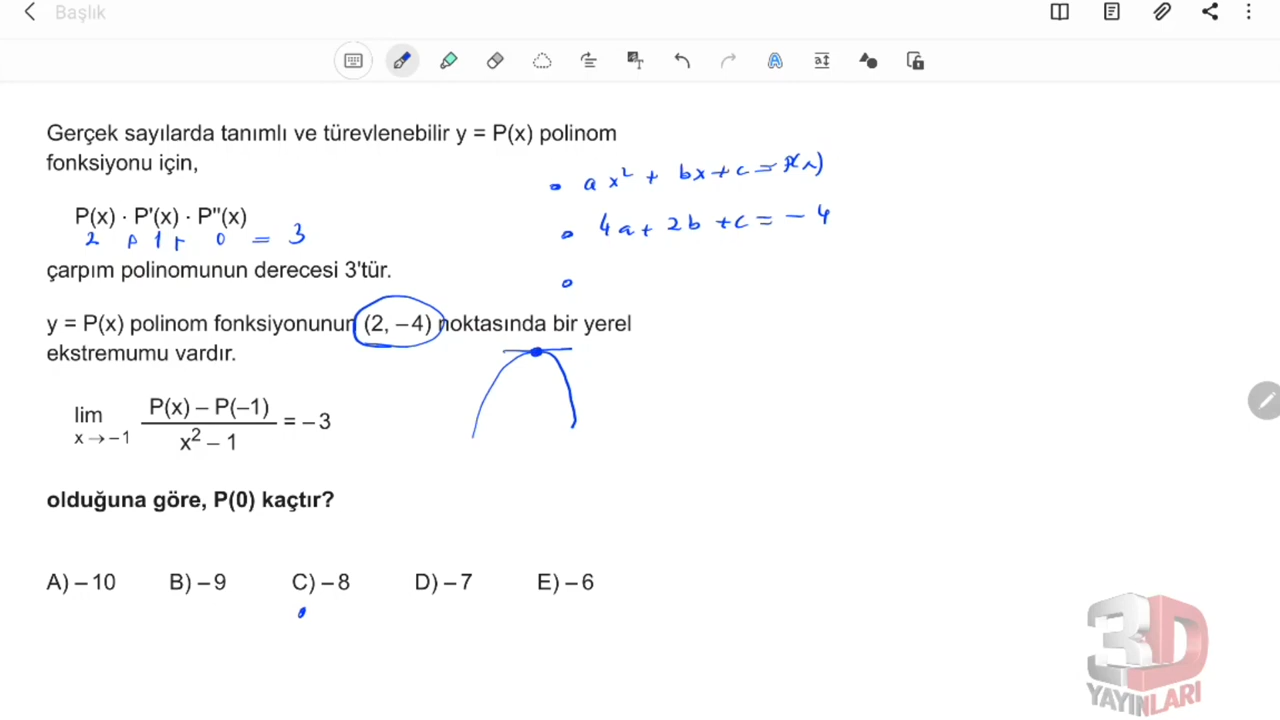 Başlık
Gerçek sayılarda tanımlı ve türevlenebilir y = P(x) polinom
fonksiyonu için,
P(x) · P'(x) · P''(x)
2 1 0 = 3
çarpım polinomunun derecesi 3'tür.
y = P(x) polinom fonksiyonunun (2, −4) noktasında bir yerel
ekstremumu vardır.
lim x→−1 P(x) − P(−1) / x² − 1 = −3
olduğuna göre, P(0) kaçtır?
A) −10 B) −9 C) −8 D) −7 E) −6
• ax² + bx + c = P(x)
• 4a + 2b + c = −4
•
3D
YAYINLARI